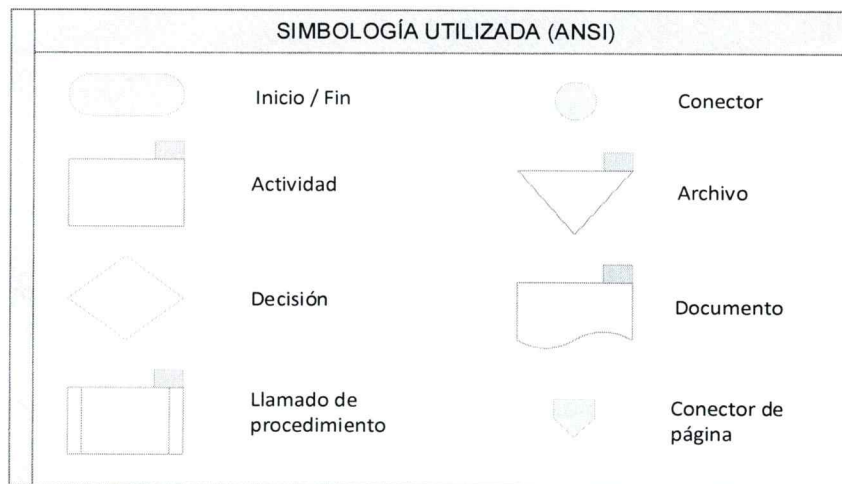 SIMBOLOGÍA UTILIZADA (ANSI)
Inicio / Fin
Conector
Actividad
Archivo
Decisión
Documento
Llamado de
procedimiento
Conector de
página